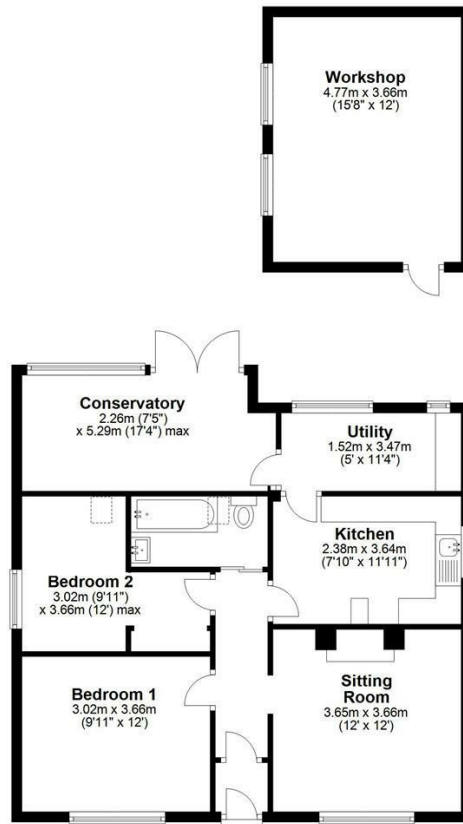 Workshop
4.77m x 3.66m
(15'8" x 12')
Conservatory
2.26m (7'5")
x 5.29m (17'4") max
Utility
1.52m x 3.47m
(5' x 11'4")
Kitchen
2.38m x 3.64m
(7'10" x 11'11")
Bedroom 2
3.02m (9'11")
x 3.66m (12') max
Bedroom 1
3.02m x 3.66m
(9'11" x 12')
Sitting
Room
3.65m x 3.66m
(12' x 12')